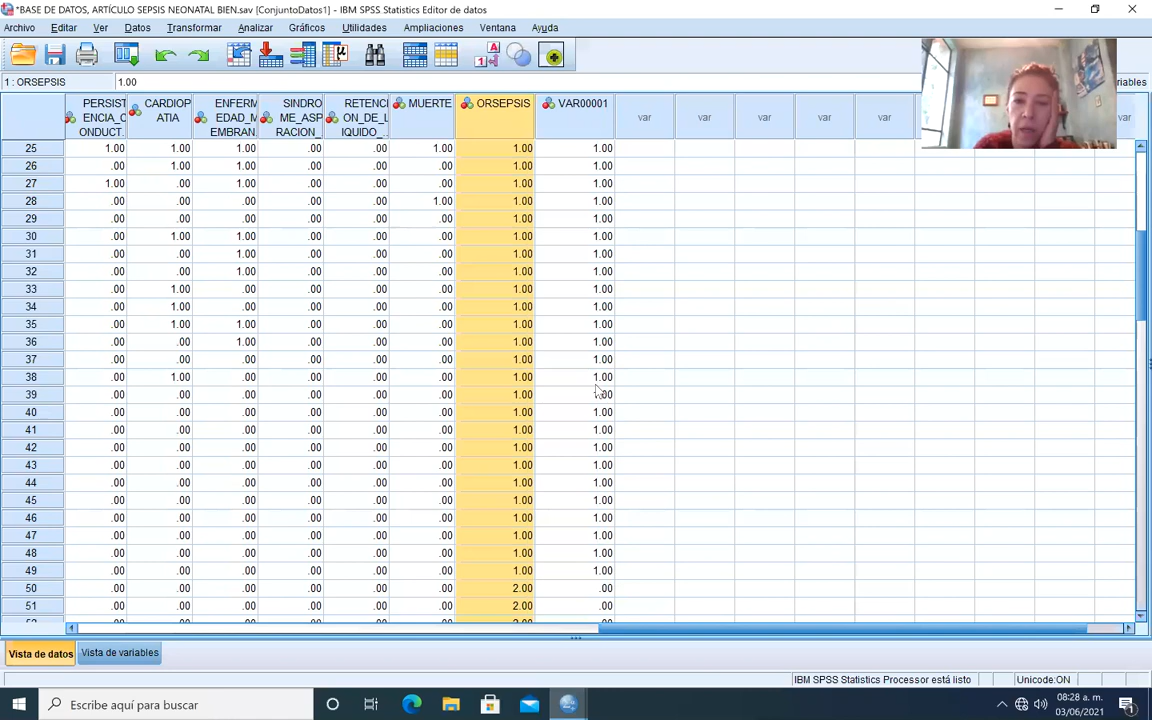 *BASE DE DATOS, ARTÍCULO SEPSIS NEONATAL BIEN.sav [ConjuntoDatos1] - IBM SPSS Statistics Editor de datos
Archivo Editar Ver Datos Transformar Analizar Gráficos Utilidades Ampliaciones Ventana Ayuda
1 : ORSEPSIS 1.00 riables
PERSIST ENCIA_C ONDUCT... CARDIOP ATIA ENFERM EDAD_M EMBRAN... SINDRO ME_ASP RACION_ RETENCI ON_DE_L IQUIDO_... MUERTE ORSEPSIS VAR00001 var var var var var var
25 1.00 1.00 1.00 .00 .00 1.00 1.00 1.00
26 .00 1.00 1.00 .00 .00 .00 1.00 1.00
27 1.00 .00 1.00 .00 .00 .00 1.00 1.00
28 .00 .00 .00 .00 .00 1.00 1.00 1.00
29 .00 .00 .00 .00 .00 .00 1.00 1.00
30 .00 1.00 1.00 .00 .00 .00 1.00 1.00
31 .00 .00 1.00 .00 .00 .00 1.00 1.00
32 .00 .00 1.00 .00 .00 .00 1.00 1.00
33 .00 1.00 .00 .00 .00 .00 1.00 1.00
34 .00 1.00 .00 .00 .00 .00 1.00 1.00
35 .00 1.00 1.00 .00 .00 .00 1.00 1.00
36 .00 .00 1.00 .00 .00 .00 1.00 1.00
37 .00 .00 .00 .00 .00 .00 1.00 1.00
38 .00 1.00 .00 .00 .00 .00 1.00 1.00
39 .00 .00 .00 .00 .00 .00 1.00 .00
40 .00 .00 .00 .00 .00 .00 1.00 1.00
41 .00 .00 .00 .00 .00 .00 1.00 1.00
42 .00 .00 .00 .00 .00 .00 1.00 1.00
43 .00 .00 .00 .00 .00 .00 1.00 1.00
44 .00 .00 .00 .00 .00 .00 1.00 1.00
45 .00 .00 .00 .00 .00 .00 1.00 1.00
46 .00 .00 .00 .00 .00 .00 1.00 1.00
47 .00 .00 .00 .00 .00 .00 1.00 1.00
48 .00 .00 .00 .00 .00 .00 1.00 1.00
49 .00 .00 .00 .00 .00 .00 1.00 1.00
50 .00 .00 .00 .00 .00 .00 2.00 .00
51 .00 .00 .00 .00 .00 .00 2.00 .00
Vista de datos Vista de variables
IBM SPSS Statistics Processor está listo Unicode:ON
Escribe aquí para buscar 08:28 a. m.
03/06/2021 1